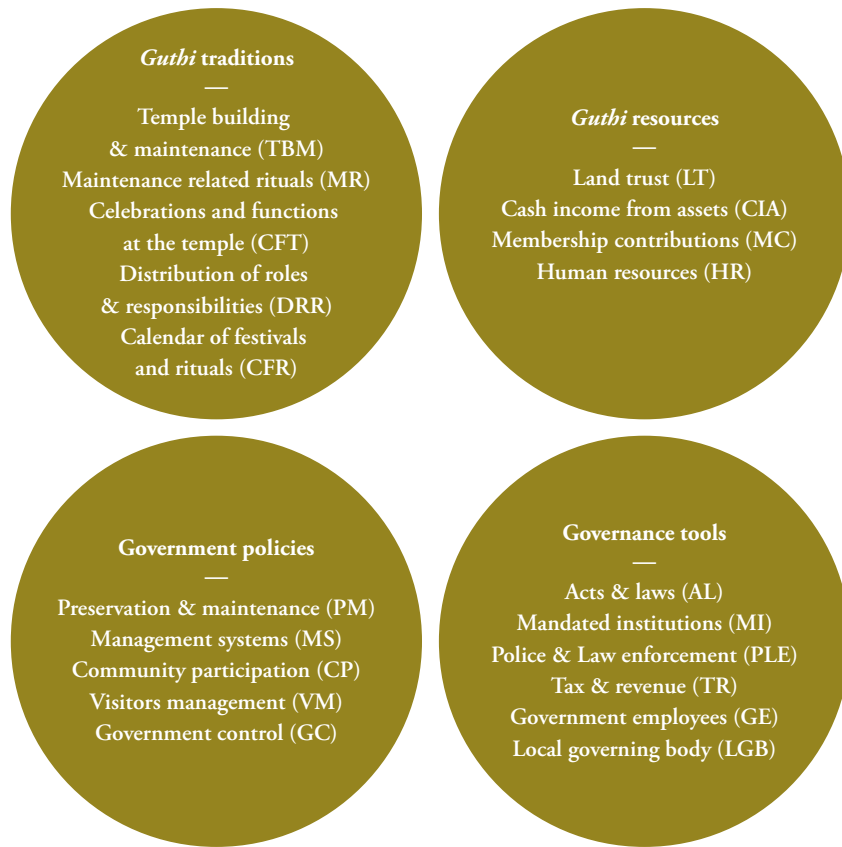 Guthi traditions
—
Temple building
& maintenance (TBM)
Maintenance related rituals (MR)
Celebrations and functions
at the temple (CFT)
Distribution of roles
& responsibilities (DRR)
Calendar of festivals
and rituals (CFR)
Guthi resources
—
Land trust (LT)
Cash income from assets (CIA)
Membership contributions (MC)
Human resources (HR)
Government policies
—
Preservation & maintenance (PM)
Management systems (MS)
Community participation (CP)
Visitors management (VM)
Government control (GC)
Governance tools
—
Acts & laws (AL)
Mandated institutions (MI)
Police & Law enforcement (PLE)
Tax & revenue (TR)
Government employees (GE)
Local governing body (LGB)